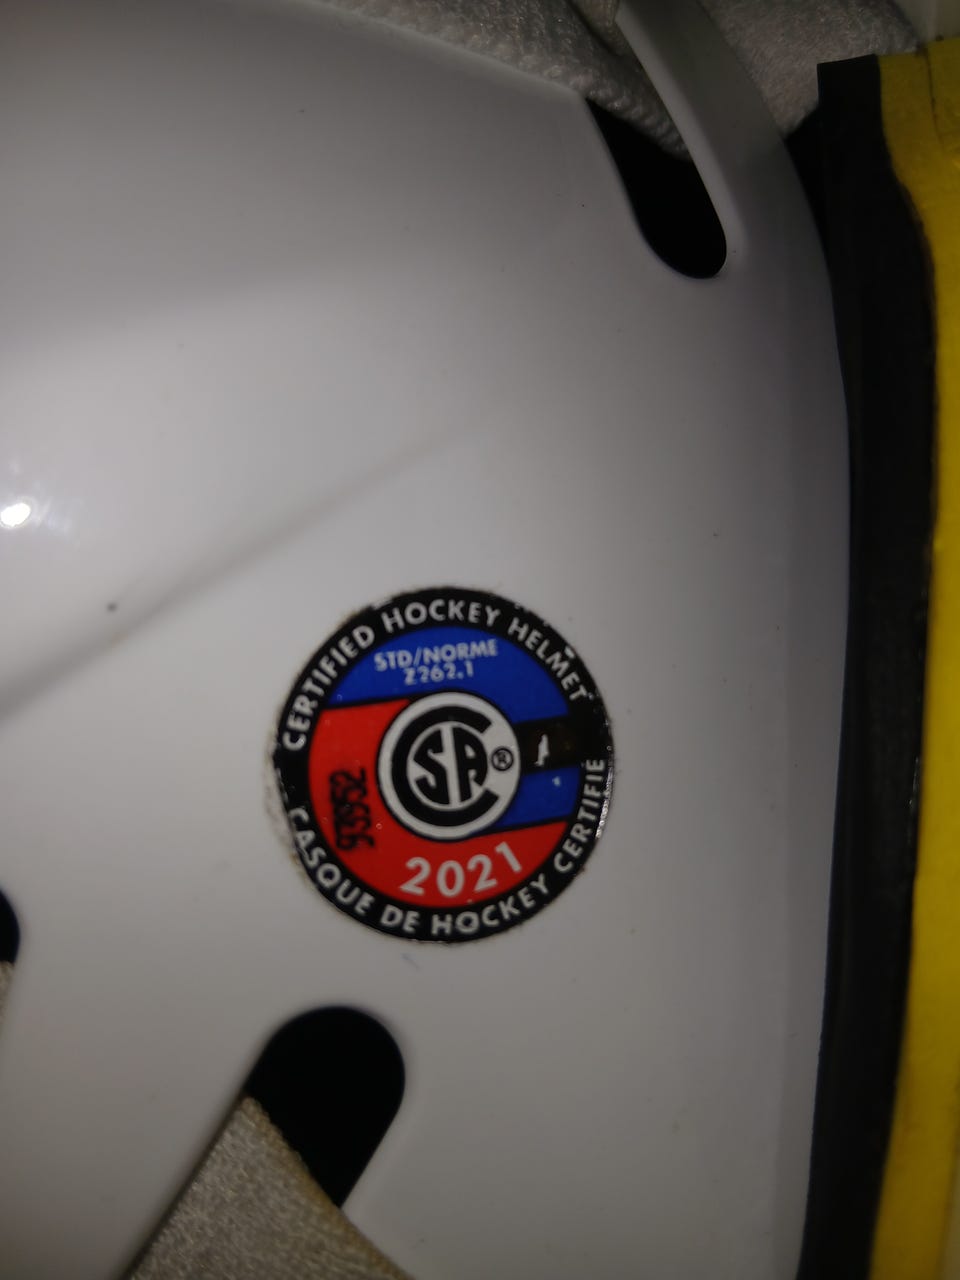 CERTIFIED HOCKEY HELMET
STD/NORME
Z262.1
CSA®
2021
CASQUE DE HOCKEY CERTIFIE